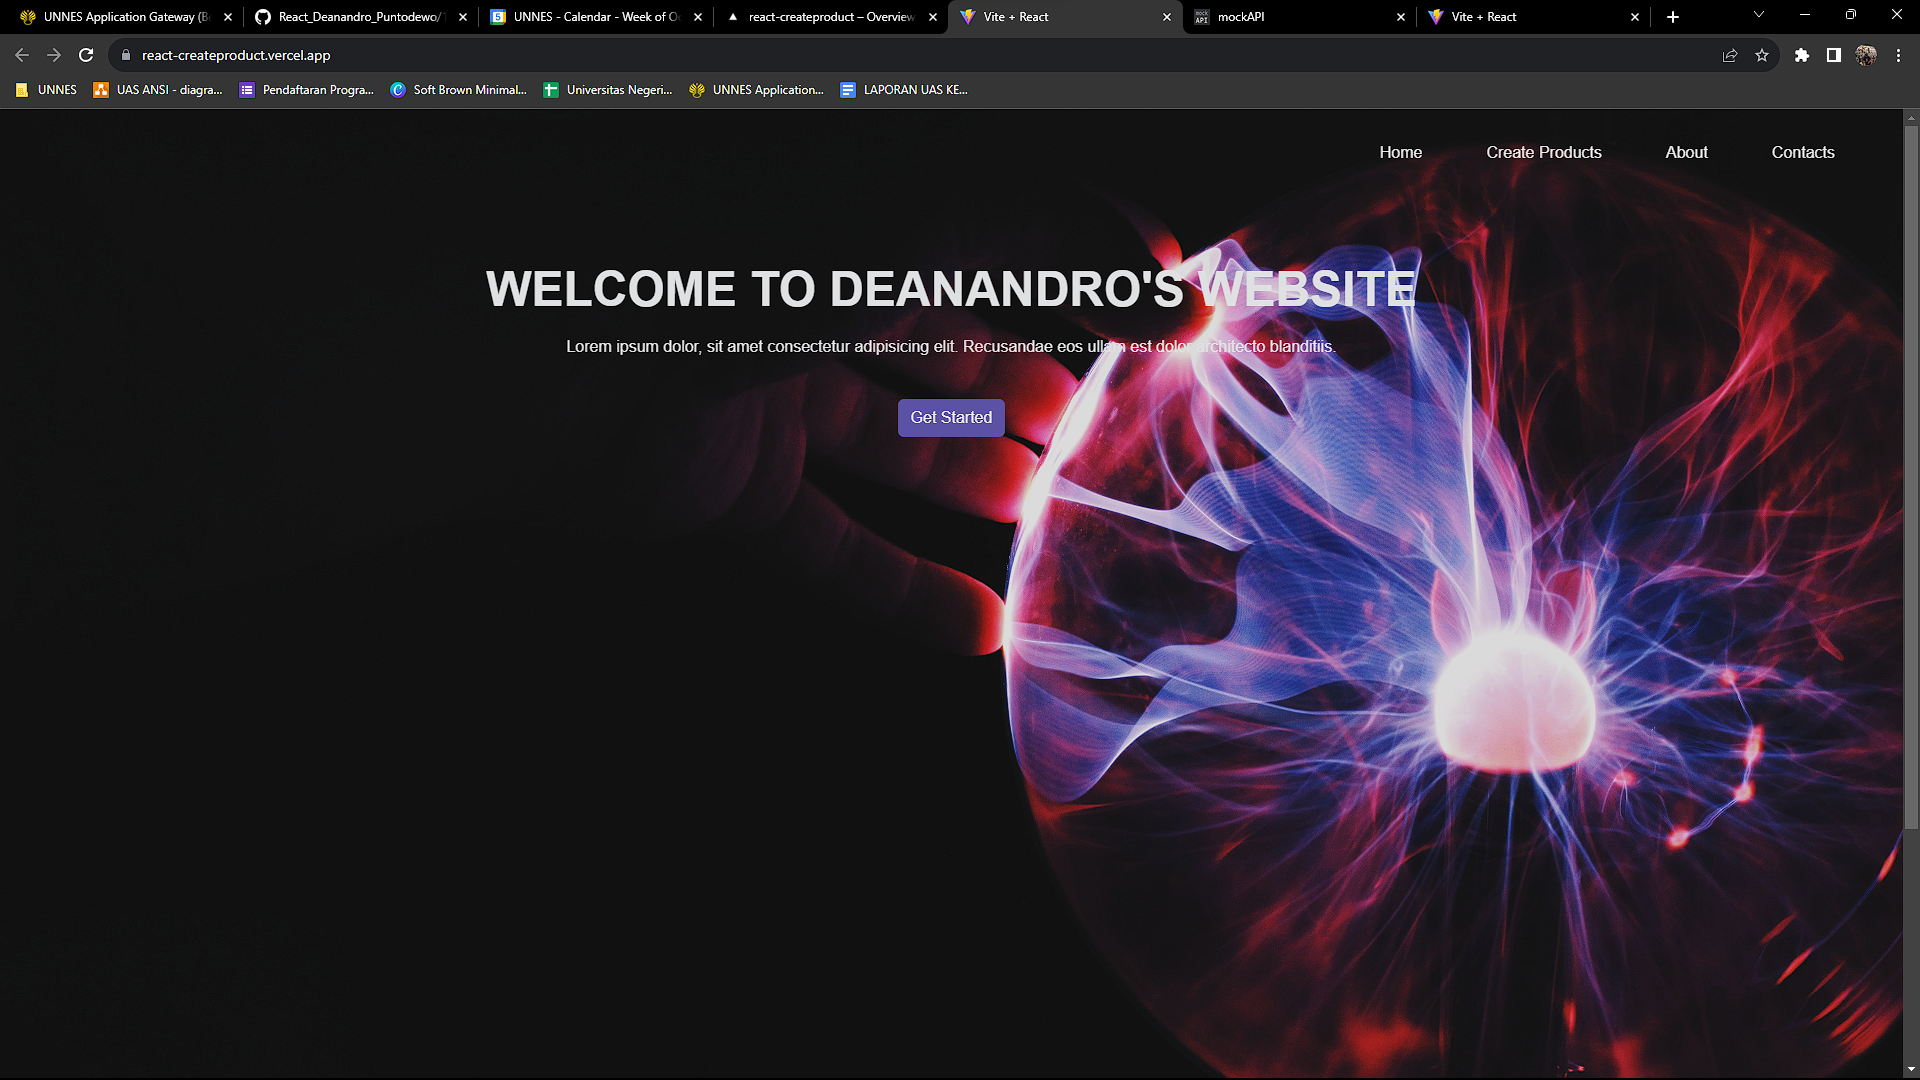 UNNES Application Gateway (B
React_Deanandro_Puntodewo/
UNNES - Calendar - Week of O
react-createproduct – Overview
Vite + React
mockAPI
Vite + React
react-createproduct.vercel.app
UNNES
UAS ANSI - diagra...
Pendaftaran Progra...
Soft Brown Minimal...
Universitas Negeri...
UNNES Application...
LAPORAN UAS KE...
Home
Create Products
About
Contacts
WELCOME TO DEANANDRO'S WEBSITE
Lorem ipsum dolor, sit amet consectetur adipisicing elit. Recusandae eos ullam est dolor architecto blanditiis.
Get Started